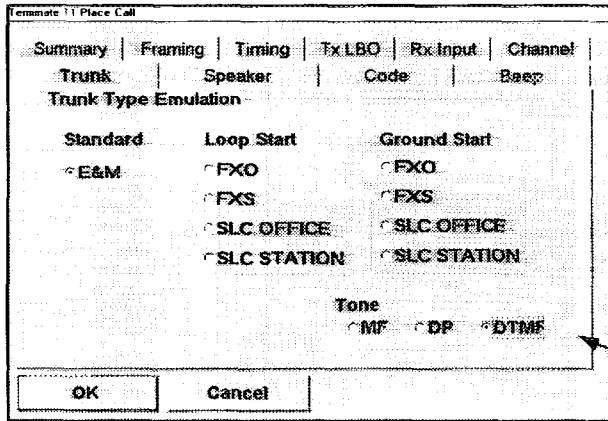 Terminate T1 Place Call
Summary Framing Timing Tx LBO Rx Input Channel
Trunk Speaker Code Beep
Trunk Type Emulation
Standard Loop Start Ground Start
E&M FXO FXO
FXS FXS
SLC OFFICE SLC OFFICE
SLC STATION SLC STATION
Tone
MF DP DTMF
OK Cancel